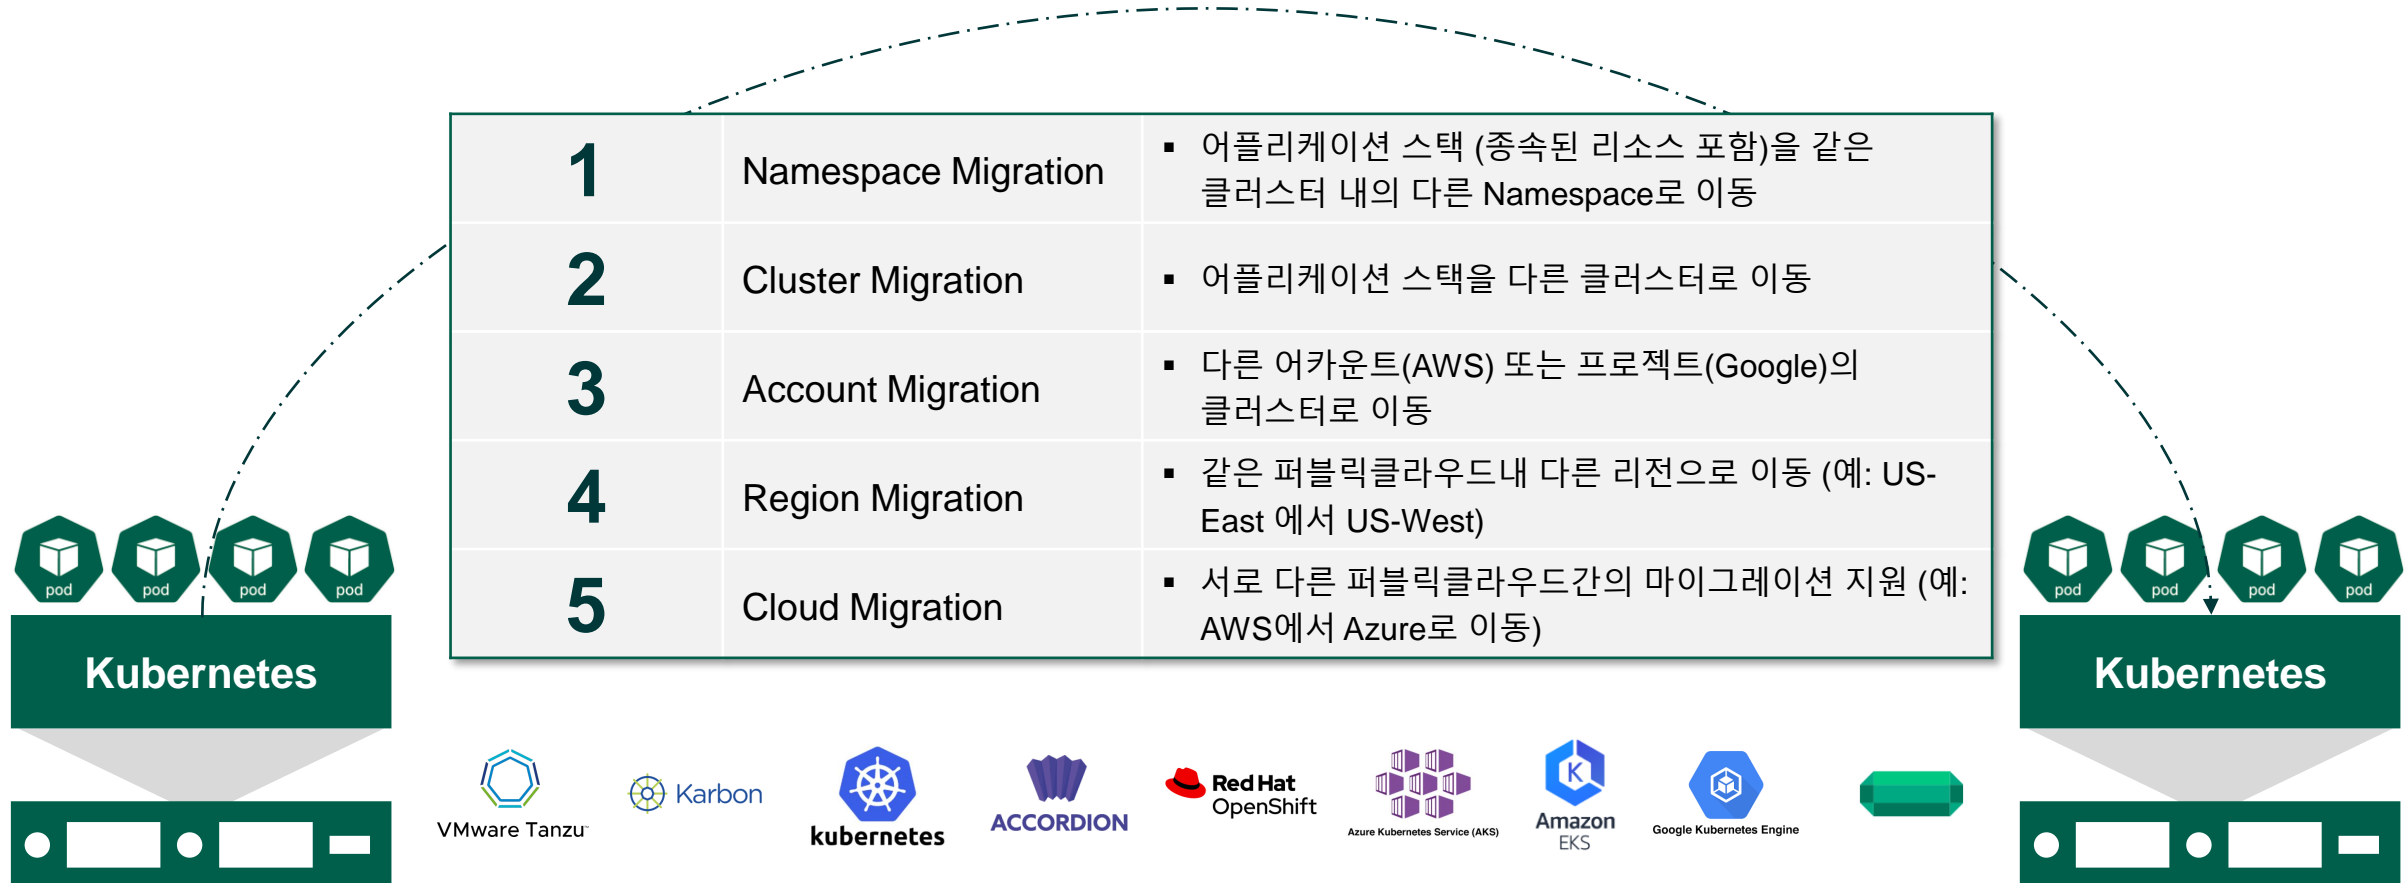 1
Namespace Migration
▪ 어플리케이션 스택 (종속된 리소스 포함)을 같은
클러스터 내의 다른 Namespace로 이동
2
Cluster Migration
▪ 어플리케이션 스택을 다른 클러스터로 이동
3
Account Migration
▪ 다른 어카운트(AWS) 또는 프로젝트(Google)의
클러스터로 이동
4
Region Migration
▪ 같은 퍼블릭클라우드내 다른 리전으로 이동 (예: US-
East 에서 US-West)
5
Cloud Migration
▪ 서로 다른 퍼블릭클라우드간의 마이그레이션 지원 (예:
AWS에서 Azure로 이동)
pod
pod
pod
pod
Kubernetes
pod
pod
pod
pod
Kubernetes
VMware Tanzu™
Karbon
kubernetes
ACCORDION
Red Hat
OpenShift
Azure Kubernetes Service (AKS)
K
Amazon
EKS
Google Kubernetes Engine